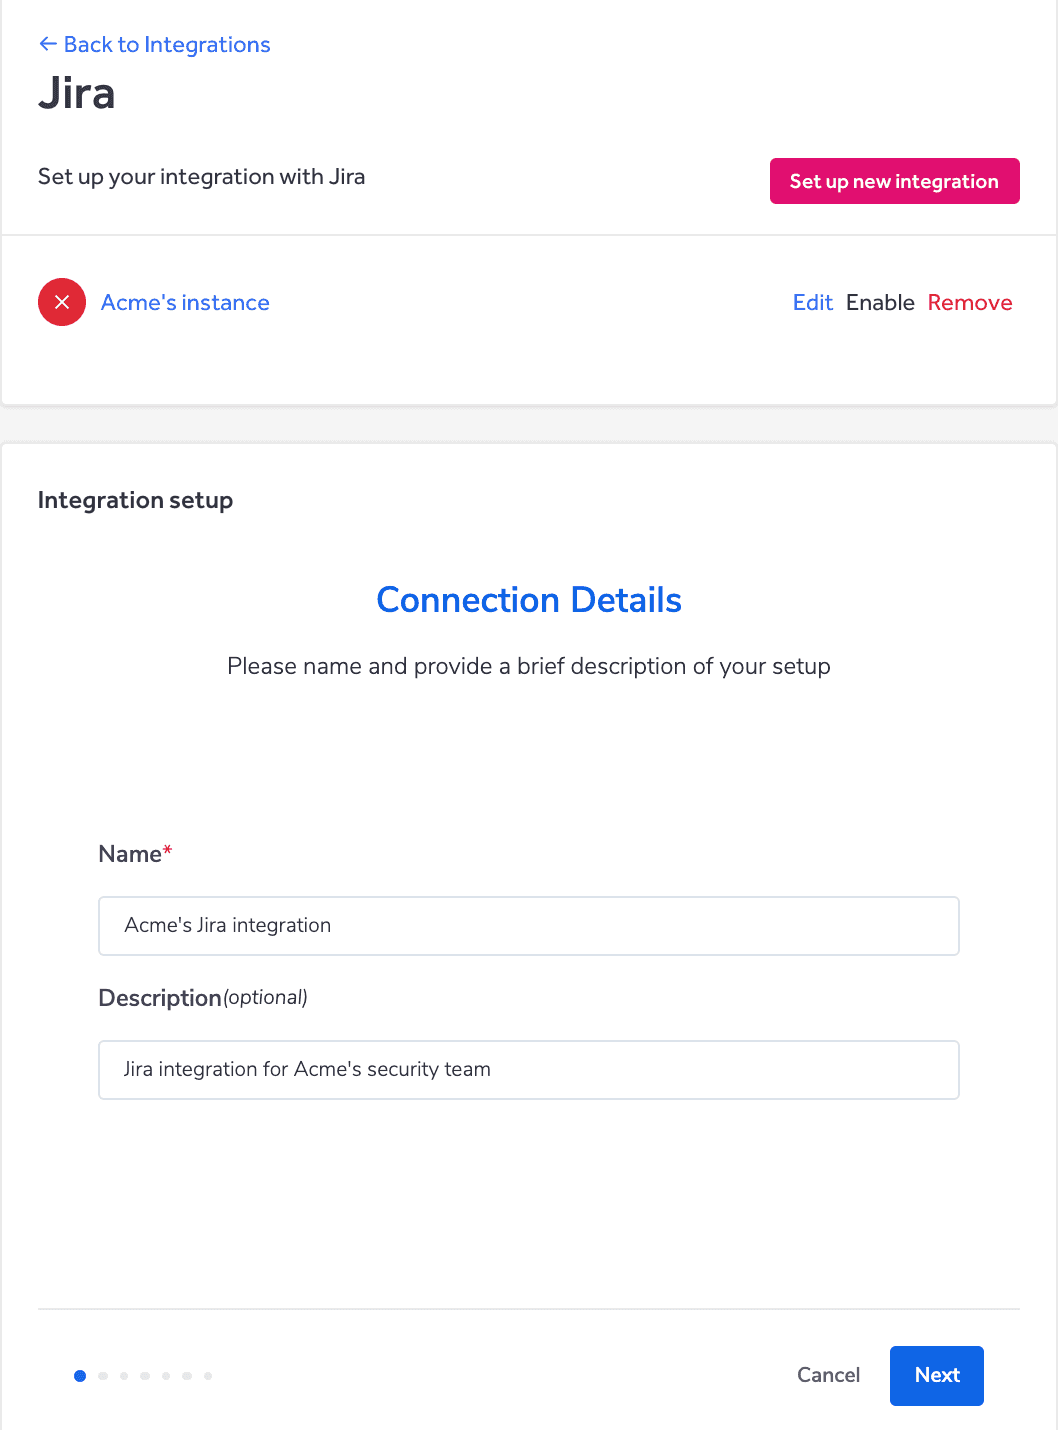 ← Back to Integrations
Jira
Set up your integration with Jira
Set up new integration
Acme's instance
Edit Enable Remove
Integration setup
Connection Details
Please name and provide a brief description of your setup
Name*
Acme's Jira integration
Description(optional)
Jira integration for Acme's security team
Cancel
Next